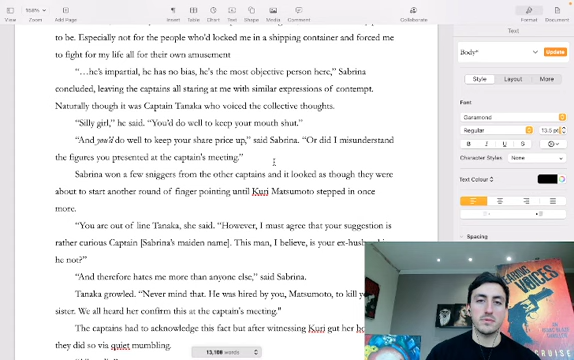 158%
View
Zoom
Add Page
Insert
Table
Chart
Text
Shape
Media
Comment
Collaborate
Format
Document
to be. Especially not for the people who'd locked me in a shipping container and forced me
to fight for my life all for their own amusement
"…he's impartial, he has no bias, he's the most objective person here," Sabrina
concluded, leaving the captains all staring at me with similar expressions of contempt.
Naturally though it was Captain Tanaka who voiced the collective thoughts.
"Silly girl," he said. "You'd do well to keep your mouth shut."
"And you'd do well to keep your share price up," said Sabrina. "Or did I misunderstand
the figures you presented at the captain's meeting."
Sabrina won a few sniggers from the other captains and it looked as though they were
about to start another round of finger pointing until Kuri Matsumoto stepped in once
more.
"You are out of line Tanaka, she said. "However, I must agree that your suggestion is
rather curious Captain [Sabrina's maiden name]. This man, I believe, is your ex-husband, is
he not?"
"And therefore hates me more than anyone else," said Sabrina.
Tanaka growled. "Never mind that. He was hired by you, Matsumoto, to kill
sister. We all heard her confirm this at the captain's meeting."
The captains had to acknowledge this fact but after witnessing Kuri gut her
they did so via quiet mumbling.
13,108 words
Text
Body*
Update
Style
Layout
More
Font
Garamond
Regular
13.5 pt
B
I
U
S
Character Styles
None
Text Colour
Spacing
HEARING
VOICES
CRUISE